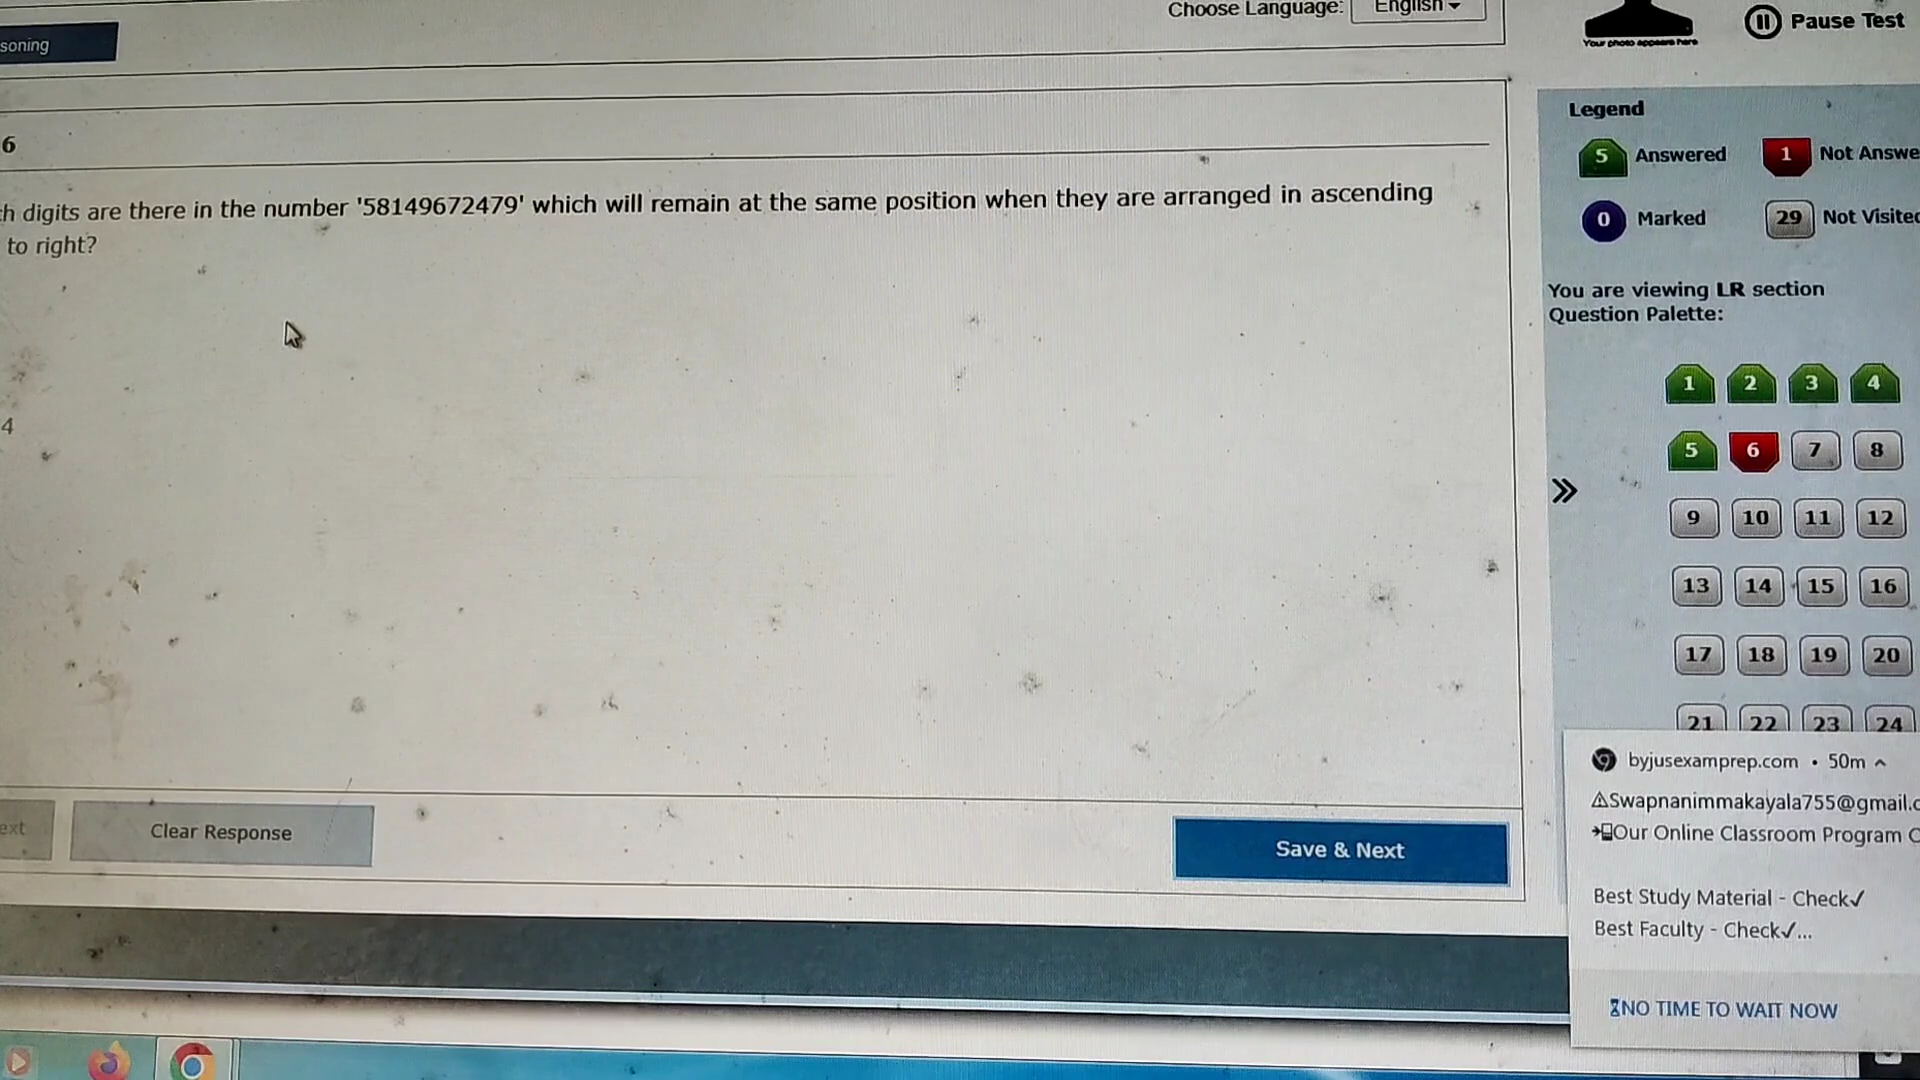 Choose Language: English
soning
Your photo appears here
Pause Test
Legend
5 Answered 1 Not Answe
0 Marked 29 Not Visited
6
h digits are there in the number '58149672479' which will remain at the same position when they are arranged in ascending
to right?
4
You are viewing LR section
Question Palette:
1 2 3 4
5 6 7 8
9 10 11 12
13 14 15 16
17 18 19 20
21 22 23 24
byjusexamprep.com • 50m
⚠Swapnanimmakayala755@gmail.c
Our Online Classroom Program C
Best Study Material - Check✓
Best Faculty - Check✓...
NO TIME TO WAIT NOW
ext
Clear Response
Save & Next